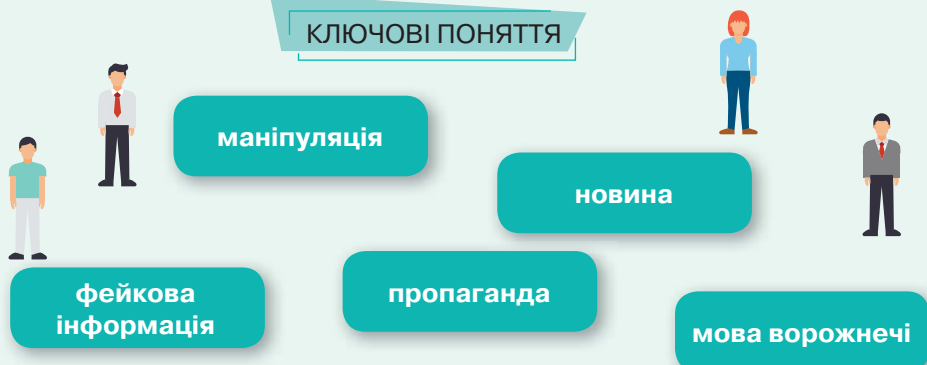 КЛЮЧОВІ ПОНЯТТЯ
маніпуляція
новина
фейкова
інформація
пропаганда
мова ворожнечі